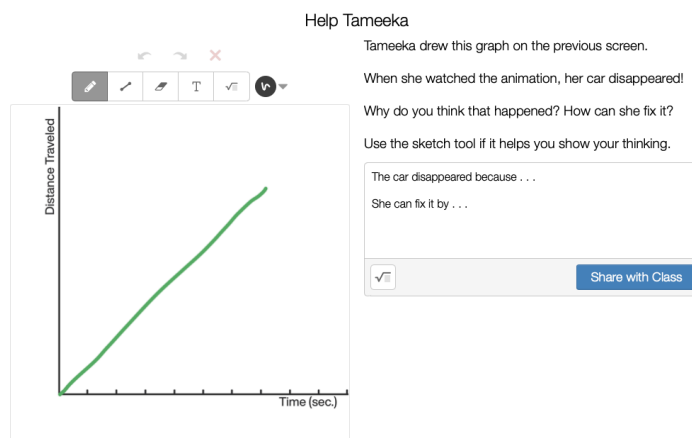 Help Tameeka
Tameeka drew this graph on the previous screen.
When she watched the animation, her car disappeared!
Why do you think that happened? How can she fix it?
Use the sketch tool if it helps you show your thinking.
T
√
Distance Traveled
Time (sec.)
The car disappeared because . . .
She can fix it by . . .
√
Share with Class